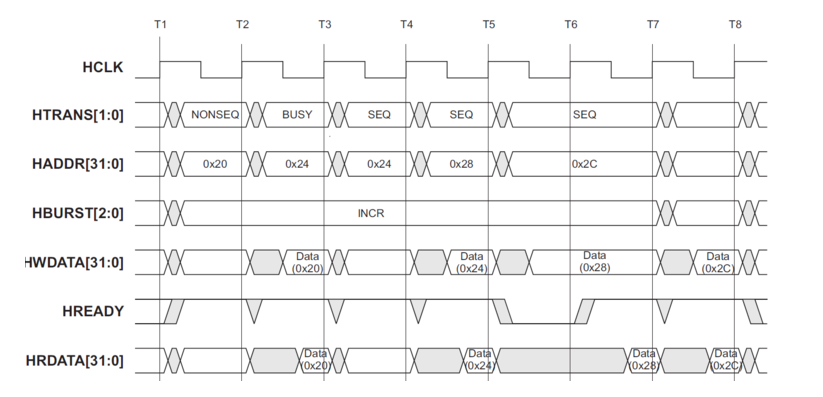 T1 T2 T3 T4 T5 T6 T7 T8
HCLK
HTRANS[1:0] NONSEQ BUSY SEQ SEQ SEQ
HADDR[31:0] 0x20 0x24 0x24 0x28 0x2C
HBURST[2:0] INCR
HWDATA[31:0] Data (0x20) Data (0x24) Data (0x28) Data (0x2C)
HREADY
HRDATA[31:0] Data (0x20) Data (0x24) Data (0x28) Data (0x2C)